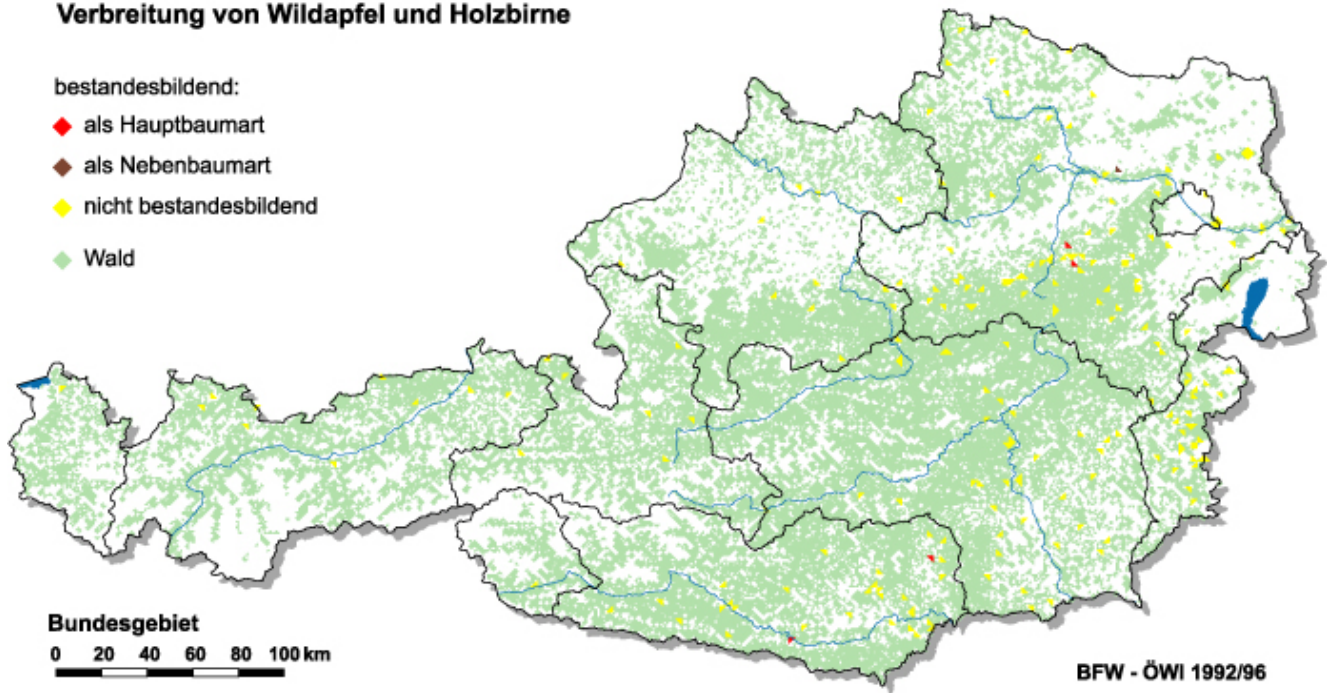 Verbreitung von Wildapfel und Holzbirne
bestandesbildend:
als Hauptbaumart
als Nebenbaumart
nicht bestandesbildend
Wald
Bundesgebiet
0 20 40 60 80 100 km
BFW - ÖWI 1992/96